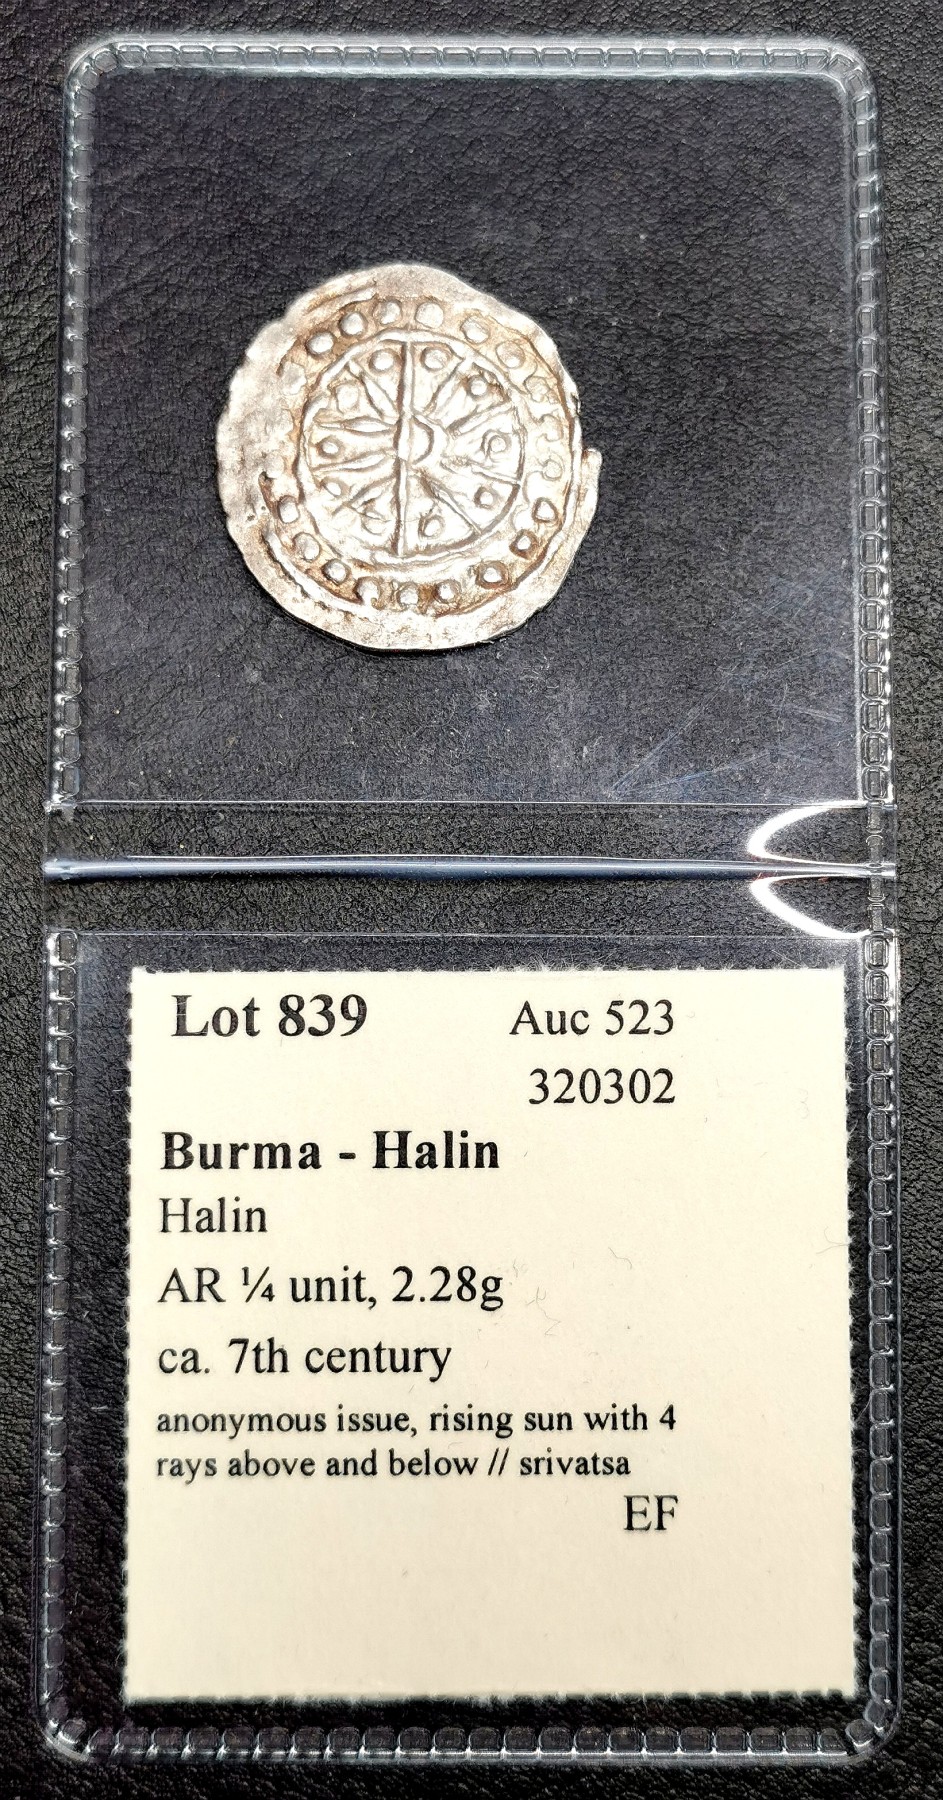 Lot 839 Auc 523
320302
Burma - Halin
Halin
AR ¼ unit, 2.28g
ca. 7th century
anonymous issue, rising sun with 4
rays above and below // srivatsa
EF